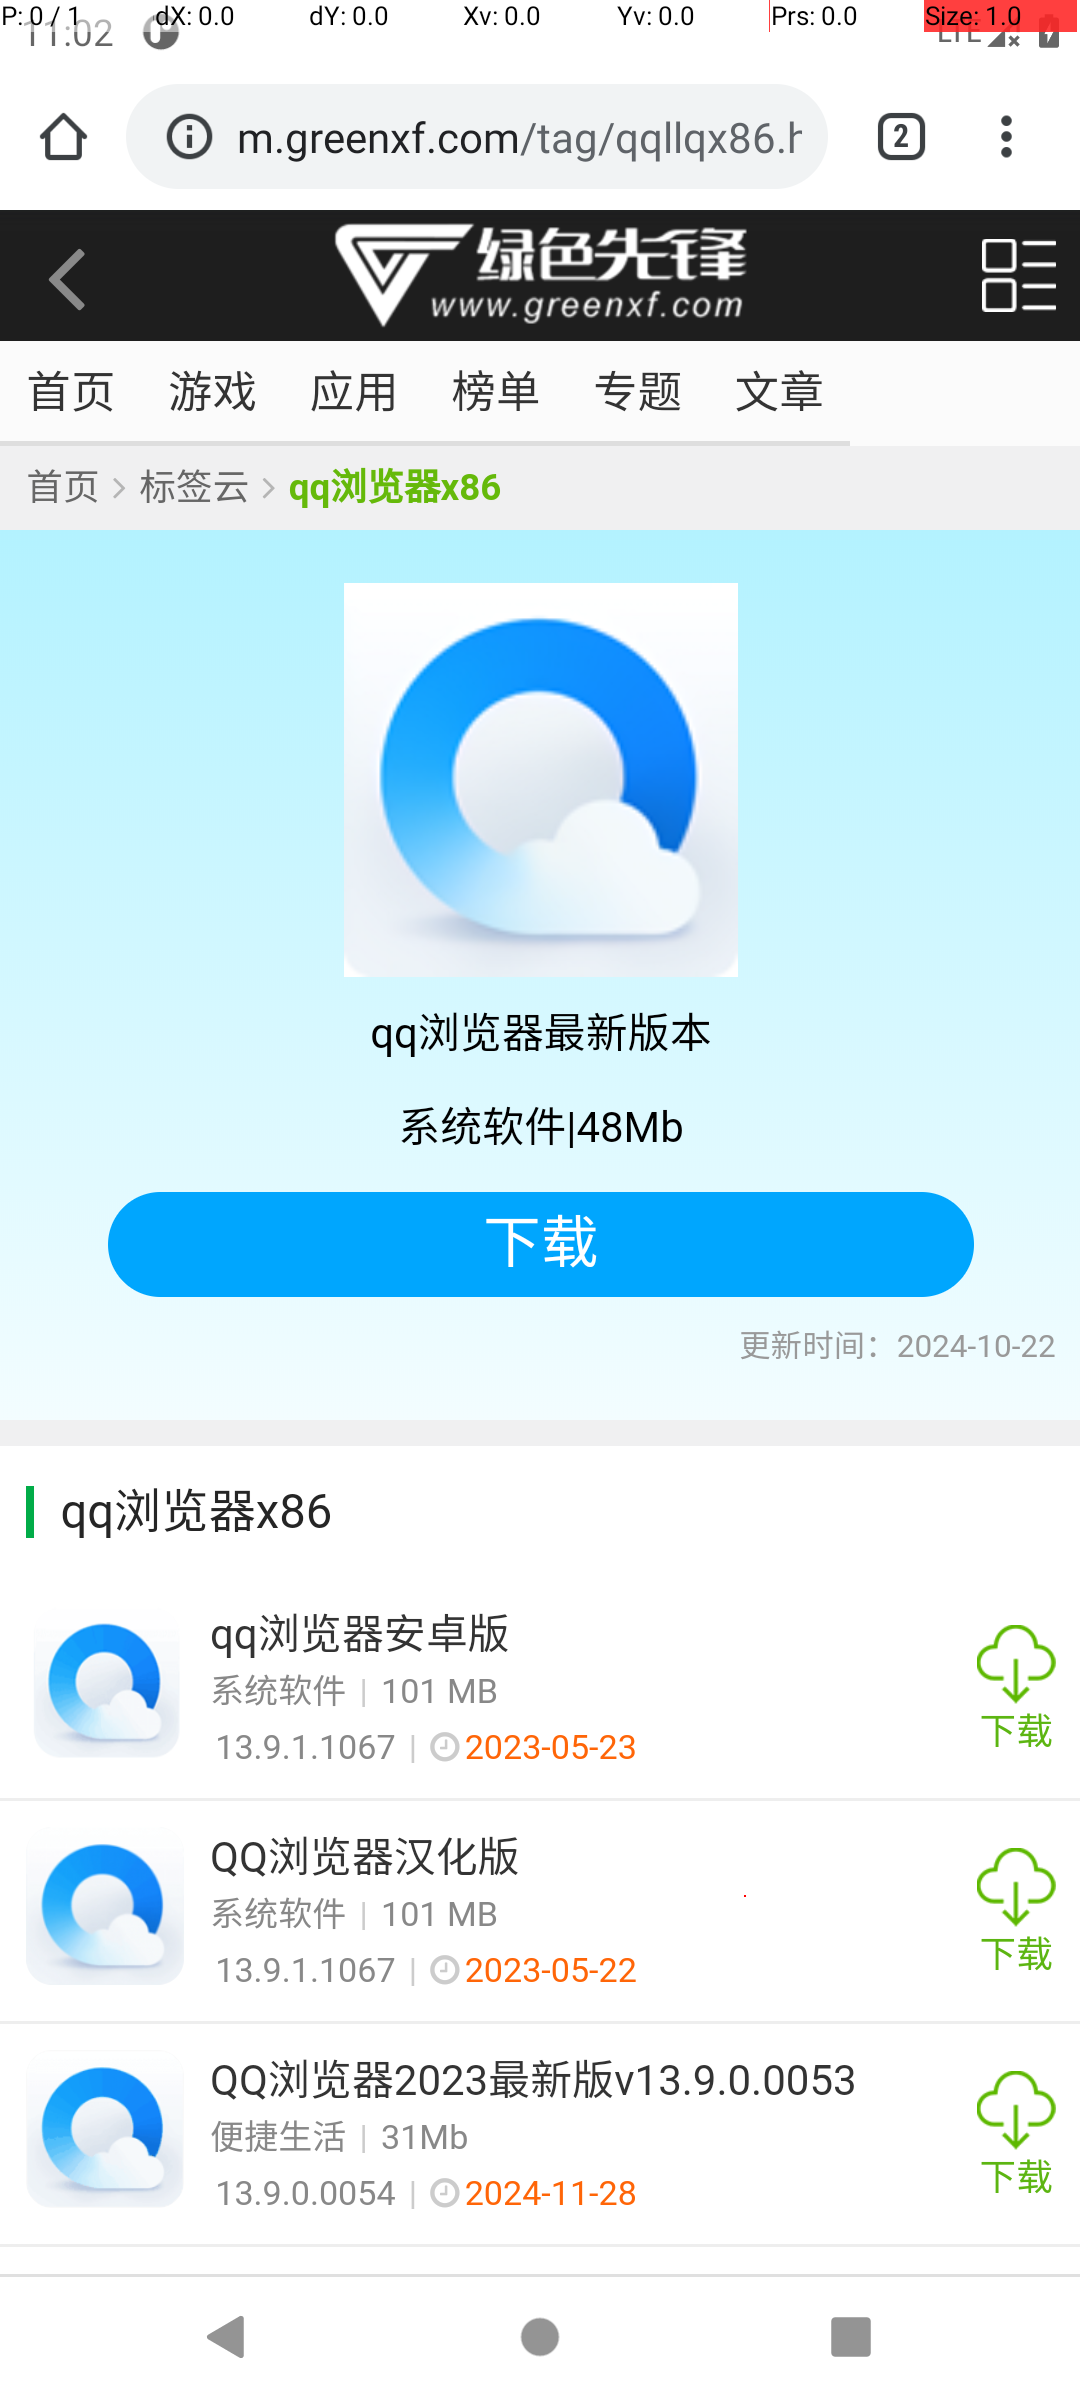 P: 0 / 1 dX: 0.0 dY: 0.0 Xv: 0.0 Yv: 0.0 Prs: 0.0 Size: 1.0
11:02 LTE
m.greenxf.com/tag/qqllqx86.h 2
绿色先锋
www.greenxf.com
首页 游戏 应用 榜单 专题 文章
首页 > 标签云 > qq浏览器x86
qq浏览器最新版本
系统软件|48Mb
下载
更新时间：2024-10-22
qq浏览器x86
qq浏览器安卓版
系统软件 | 101 MB
13.9.1.1067 | 2023-05-23
下载
QQ浏览器汉化版
系统软件 | 101 MB
13.9.1.1067 | 2023-05-22
下载
QQ浏览器2023最新版v13.9.0.0053
便捷生活 | 31Mb
13.9.0.0054 | 2024-11-28
下载